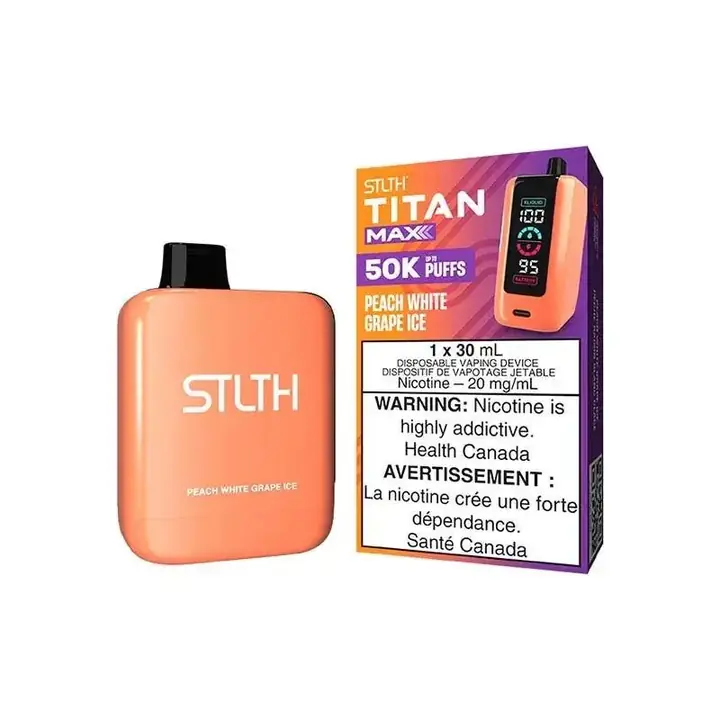 STLTH
PEACH WHITE GRAPE ICE
STLTH
TITAN
MAX
50K UP TO PUFFS
PEACH WHITE
GRAPE ICE
ELIQUID
100
95
BATTERY
1 x 30 mL
DISPOSABLE VAPING DEVICE
DISPOSITIF DE VAPOTAGE JETABLE
Nicotine – 20 mg/mL
WARNING: Nicotine is
highly addictive.
Health Canada
AVERTISSEMENT :
La nicotine crée une forte
dépendance.
Santé Canada